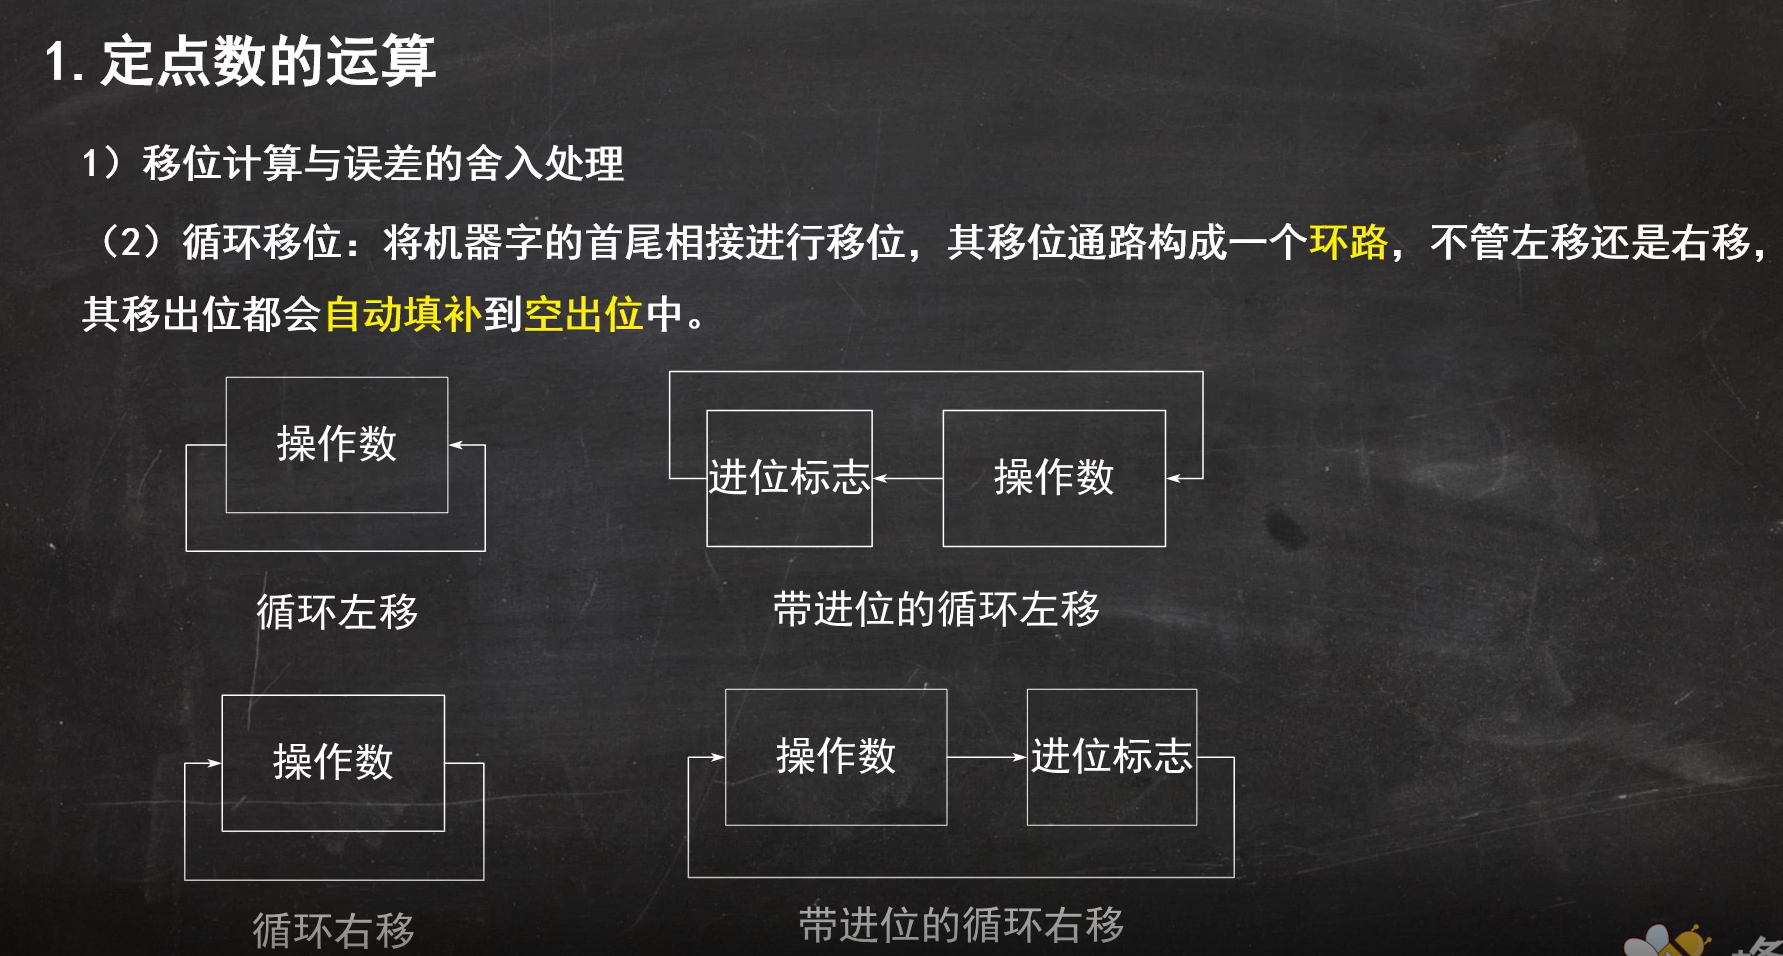 1.定点数的运算
1）移位计算与误差的舍入处理
（2）循环移位：将机器字的首尾相接进行移位，其移位通路构成一个环路，不管左移还是右移，
其移出位都会自动填补到空出位中。
操作数
进位标志 操作数
循环左移
带进位的循环左移
操作数
操作数 进位标志
循环右移
带进位的循环右移